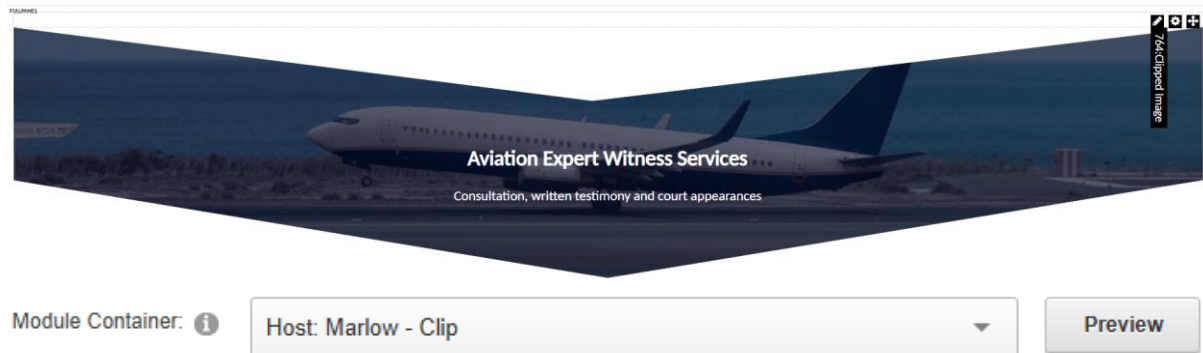 FULLPANE1
764:Clipped Image
Aviation Expert Witness Services
Consultation, written testimony and court appearances
Module Container:
Host: Marlow - Clip
Preview